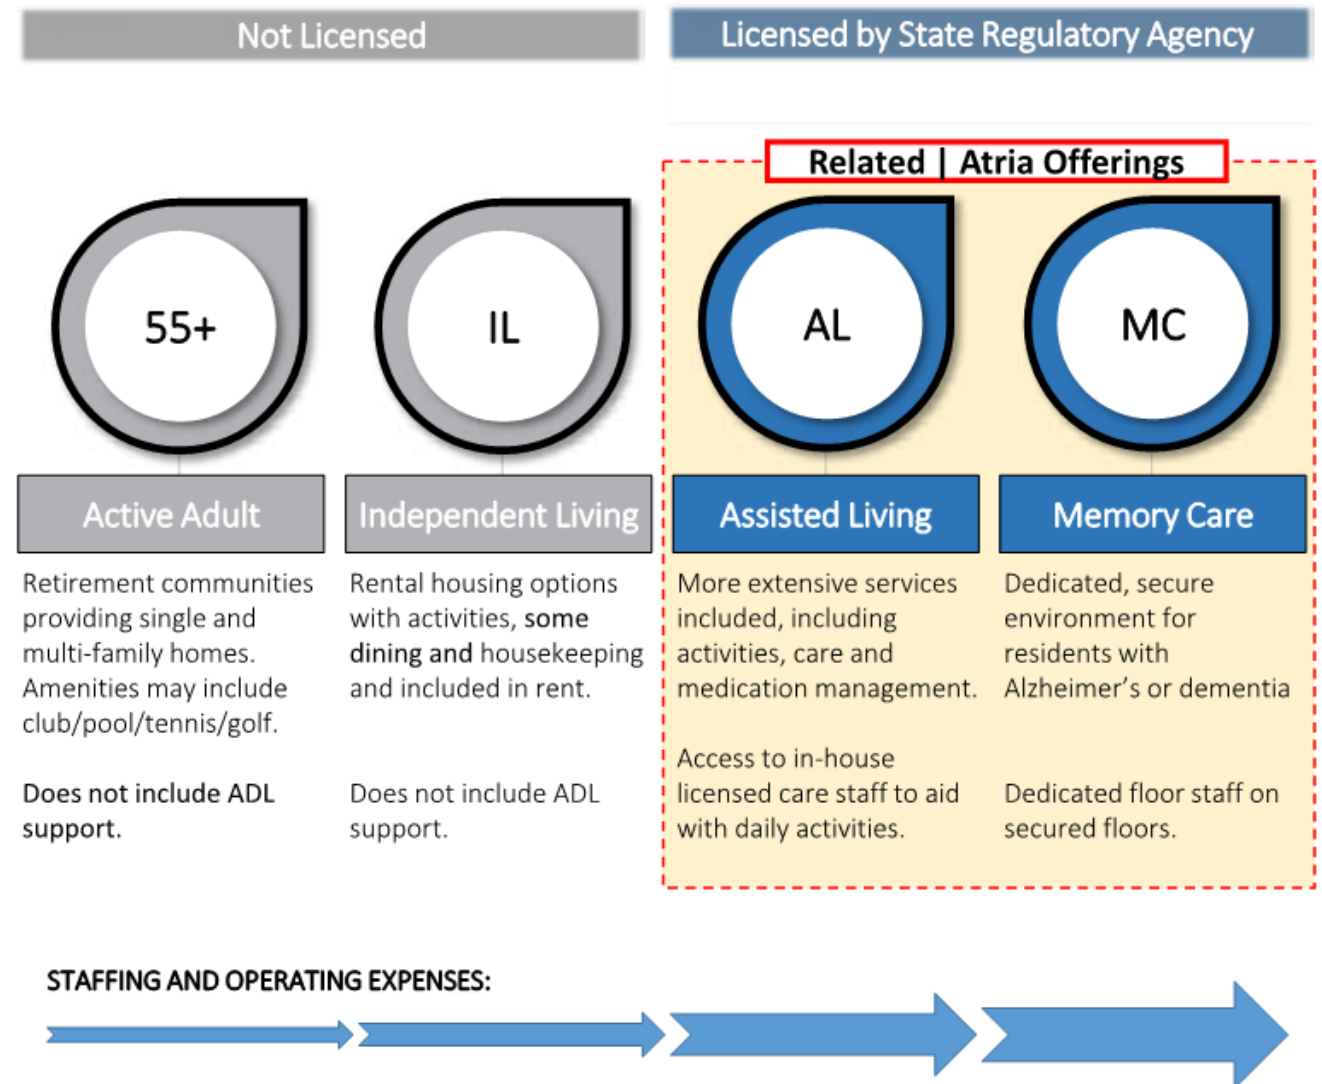 Not Licensed
Licensed by State Regulatory Agency
Related | Atria Offerings
55+
IL
AL
MC
Active Adult
Independent Living
Assisted Living
Memory Care
Retirement communities
providing single and
multi-family homes.
Amenities may include
club/pool/tennis/golf.
Does not include ADL
support.
Rental housing options
with activities, some
dining and housekeeping
and included in rent.
Does not include ADL
support.
More extensive services
included, including
activities, care and
medication management.
Access to in-house
licensed care staff to aid
with daily activities.
Dedicated, secure
environment for
residents with
Alzheimer’s or dementia
Dedicated floor staff on
secured floors.
STAFFING AND OPERATING EXPENSES: